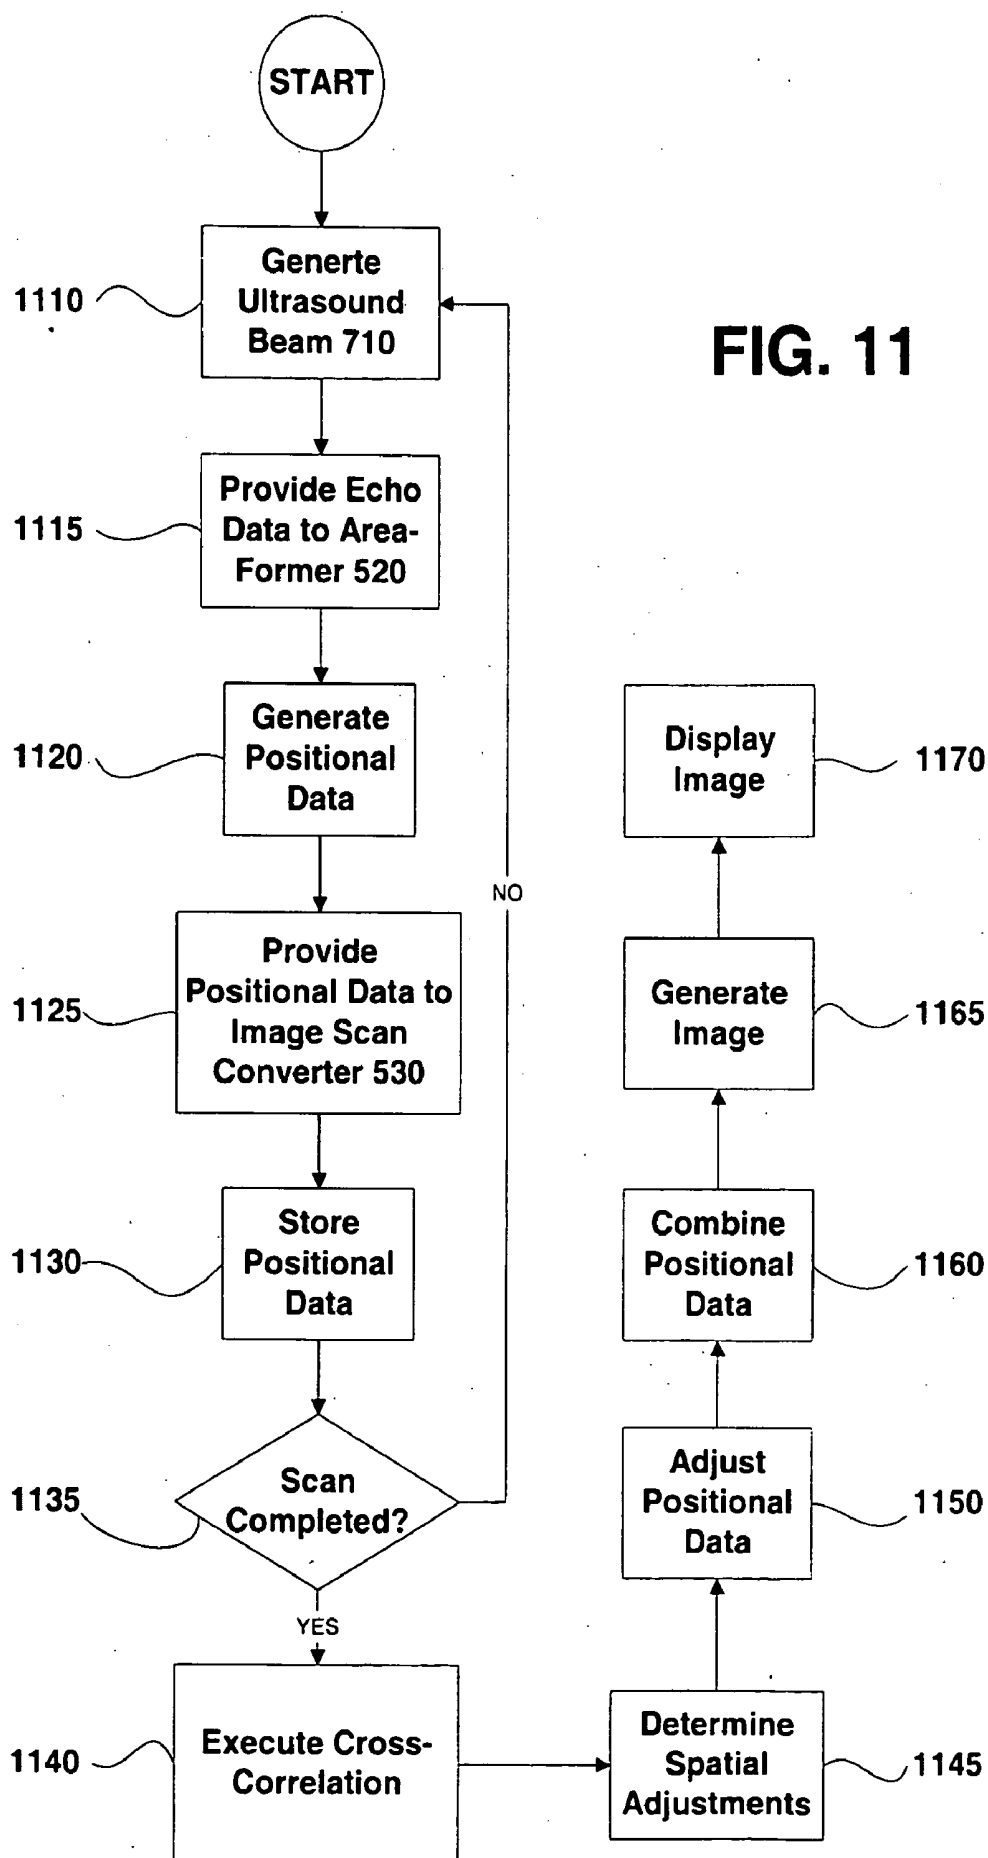 START
1110
Generte
Ultrasound
Beam 710
FIG. 11
1115
Provide Echo
Data to Area-
Former 520
1120
Generate
Positional
Data
NO
1125
Provide
Positional Data to
Image Scan
Converter 530
1130
Store
Positional
Data
1135
Scan
Completed?
YES
1140
Execute Cross-
Correlation
Determine
Spatial
Adjustments
1145
Adjust
Positional
Data
1150
Combine
Positional
Data
1160
Generate
Image
1165
Display
Image
1170